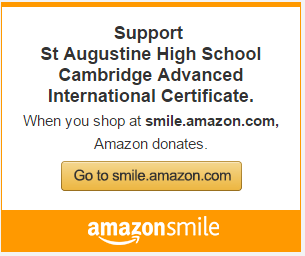 Support
St Augustine High School
Cambridge Advanced
International Certificate.
When you shop at smile.amazon.com,
Amazon donates.
Go to smile.amazon.com
amazonsmile